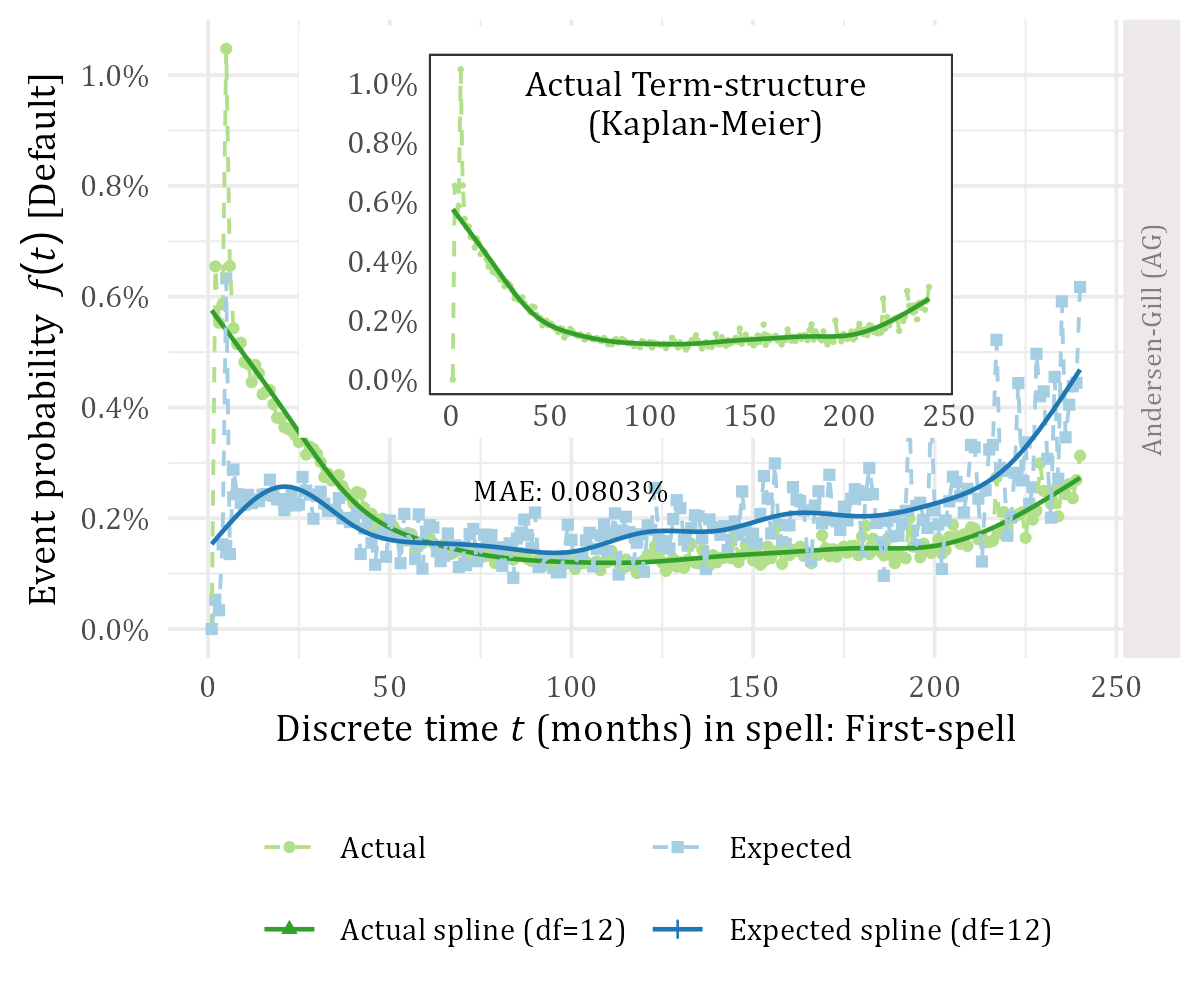 Event probability f(t) [Default]
1.0%
0.8%
0.6%
0.4%
0.2%
0.0%
Actual Term-structure
(Kaplan-Meier)
1.0%
0.8%
0.6%
0.4%
0.2%
0.0%
0 50 100 150 200 250
MAE: 0.0803%
Andersen-Gill (AG)
0 50 100 150 200 250
Discrete time t (months) in spell: First-spell
Actual Expected
Actual spline (df=12) Expected spline (df=12)